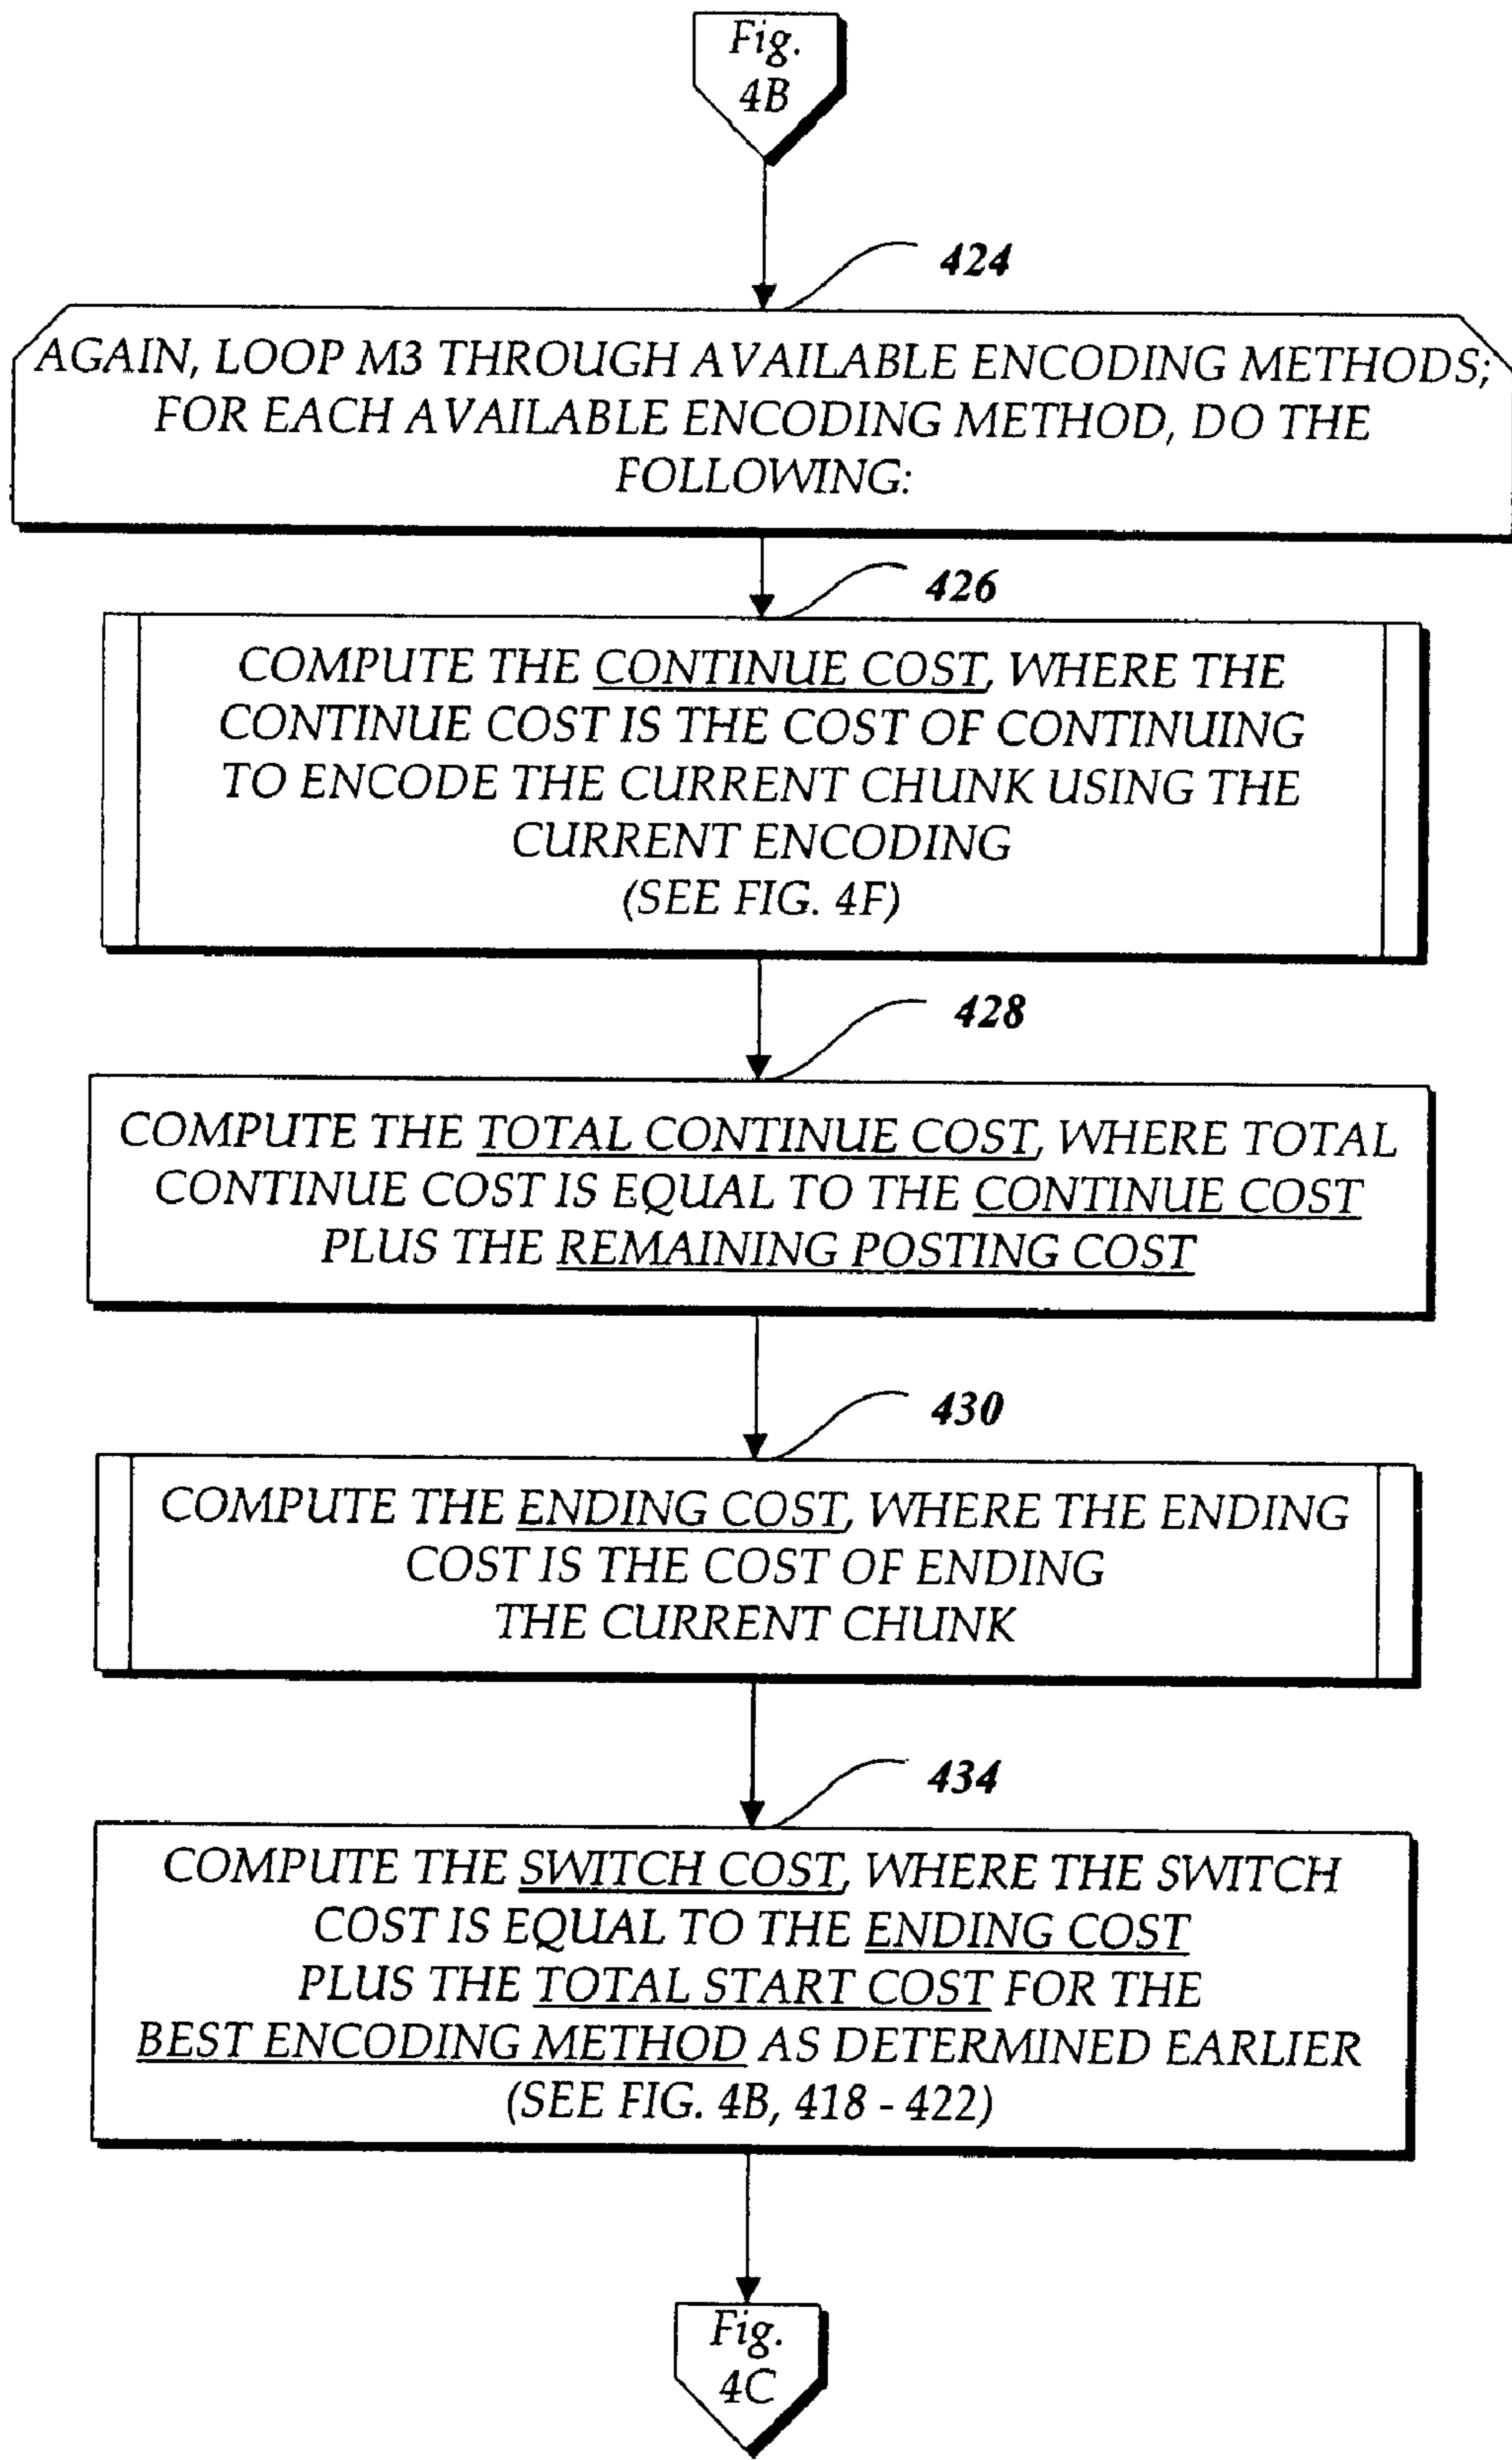 Fig.
4B
424
AGAIN, LOOP M3 THROUGH AVAILABLE ENCODING METHODS;
FOR EACH AVAILABLE ENCODING METHOD, DO THE
FOLLOWING:
426
COMPUTE THE CONTINUE COST, WHERE THE
CONTINUE COST IS THE COST OF CONTINUING
TO ENCODE THE CURRENT CHUNK USING THE
CURRENT ENCODING
(SEE FIG. 4F)
428
COMPUTE THE TOTAL CONTINUE COST, WHERE TOTAL
CONTINUE COST IS EQUAL TO THE CONTINUE COST
PLUS THE REMAINING POSTING COST
430
COMPUTE THE ENDING COST, WHERE THE ENDING
COST IS THE COST OF ENDING
THE CURRENT CHUNK
434
COMPUTE THE SWITCH COST, WHERE THE SWITCH
COST IS EQUAL TO THE ENDING COST
PLUS THE TOTAL START COST FOR THE
BEST ENCODING METHOD AS DETERMINED EARLIER
(SEE FIG. 4B, 418 - 422)
Fig.
4C